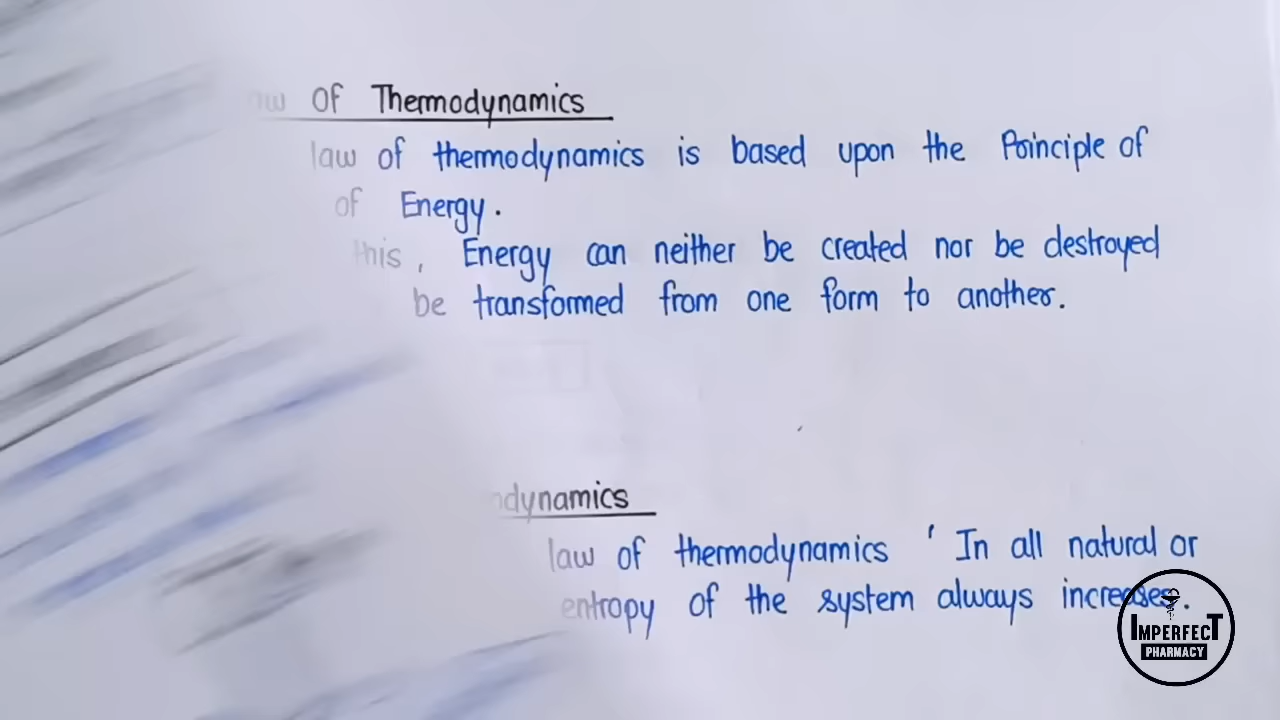 OF Thermodynamics
law of thermodynamics is based upon the Poinciple of
of Energy.
this, Energy can neither be created nor be destroyed
be transformed from one form to another.
dynamics
law of thermodynamics ' In all natural or
entropy of the system always increases.
IMPERFECT
PHARMACY